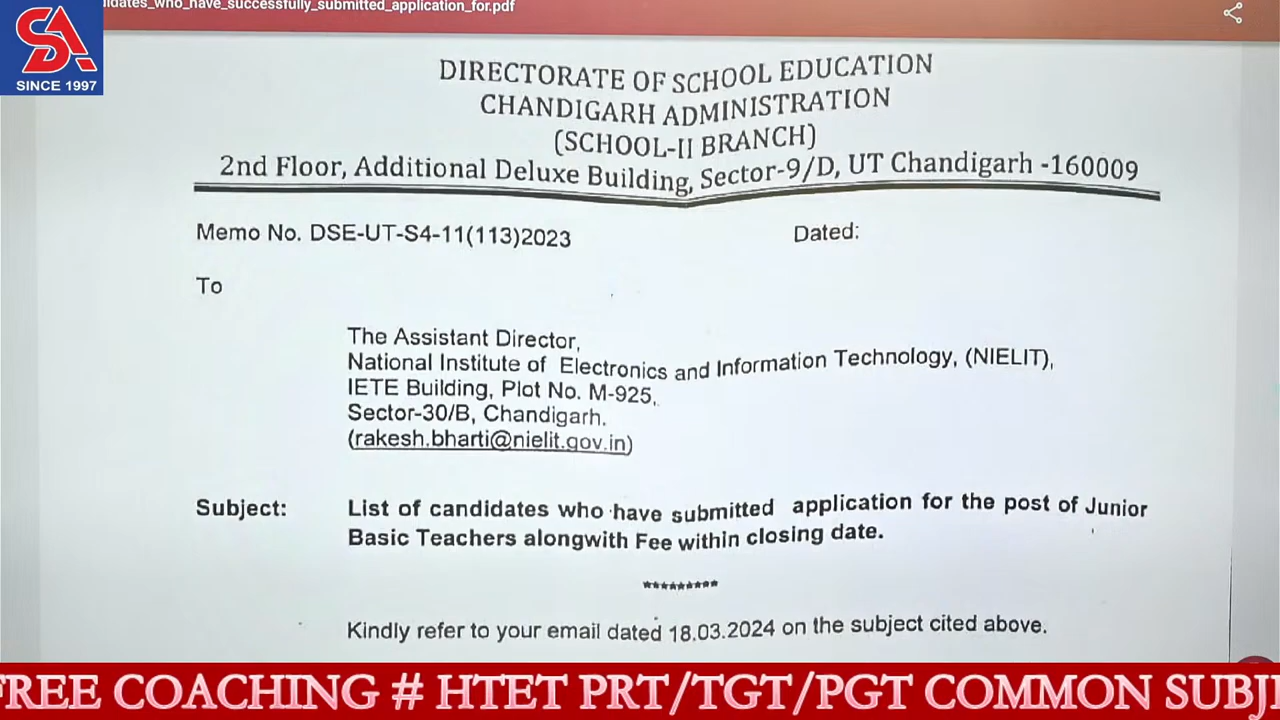 idates_who_have_successfully_submitted_application_for.pdf
SA
SINCE 1997
DIRECTORATE OF SCHOOL EDUCATION
CHANDIGARH ADMINISTRATION
(SCHOOL-II BRANCH)
2nd Floor, Additional Deluxe Building, Sector-9/D, UT Chandigarh -160009
Memo No. DSE-UT-S4-11(113)2023 Dated:
To
The Assistant Director,
National Institute of Electronics and Information Technology, (NIELIT),
IETE Building, Plot No. M-925,
Sector-30/B, Chandigarh.
(rakesh.bharti@nielit.gov.in)
Subject: List of candidates who have submitted application for the post of Junior
Basic Teachers alongwith Fee within closing date.
*********
Kindly refer to your email dated 18.03.2024 on the subject cited above.
FREE COACHING # HTET PRT/TGT/PGT COMMON SUBJE